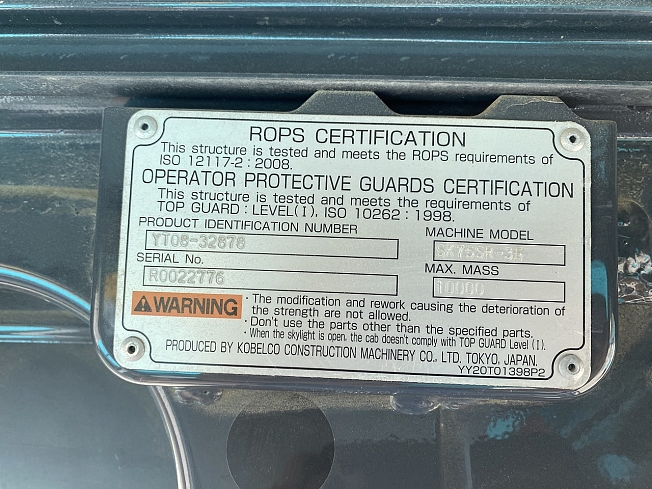 ROPS CERTIFICATION
This structure is tested and meets the ROPS requirements of
ISO 12117-2 : 2008.
OPERATOR PROTECTIVE GUARDS CERTIFICATION
This structure is tested and meets the requirements of
TOP GUARD : LEVEL(I), ISO 10262 : 1998.
PRODUCT IDENTIFICATION NUMBER
YT08-32678
SERIAL No.
R0022776
MACHINE MODEL
MAX. MASS
10000
WARNING
· The modification and rework causing the deterioration of
the strength are not allowed.
· Don't use the parts other than the specified parts.
· When the skylight is open, the cab doesn't comply with TOP GUARD Level (I).
PRODUCED BY KOBELCO CONSTRUCTION MACHINERY CO., LTD. TOKYO, JAPAN.
YY20T01398P2